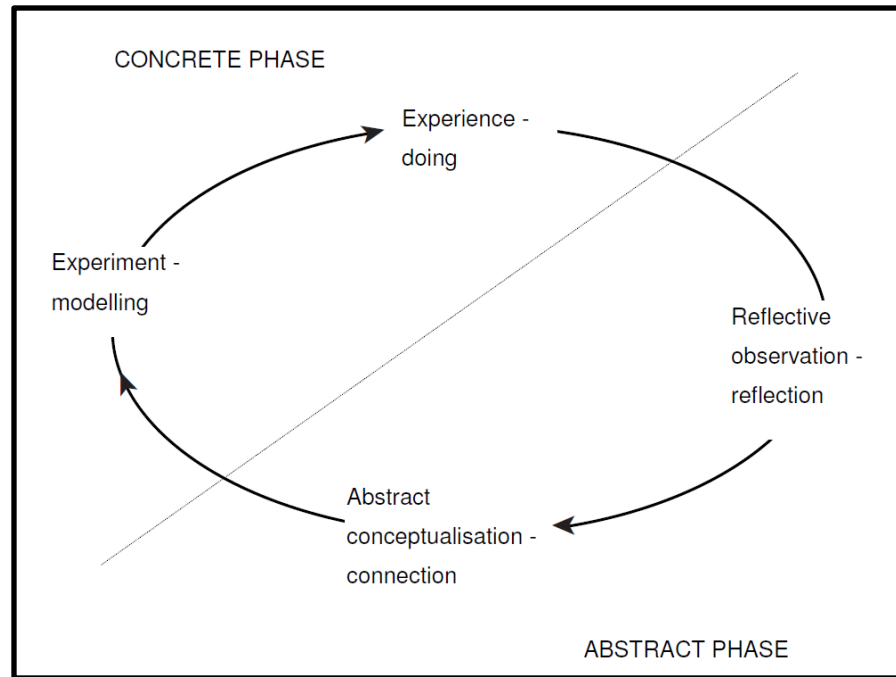 CONCRETE PHASE
Experience -
doing
Experiment -
modelling
Reflective
observation -
reflection
Abstract
conceptualisation -
connection
ABSTRACT PHASE